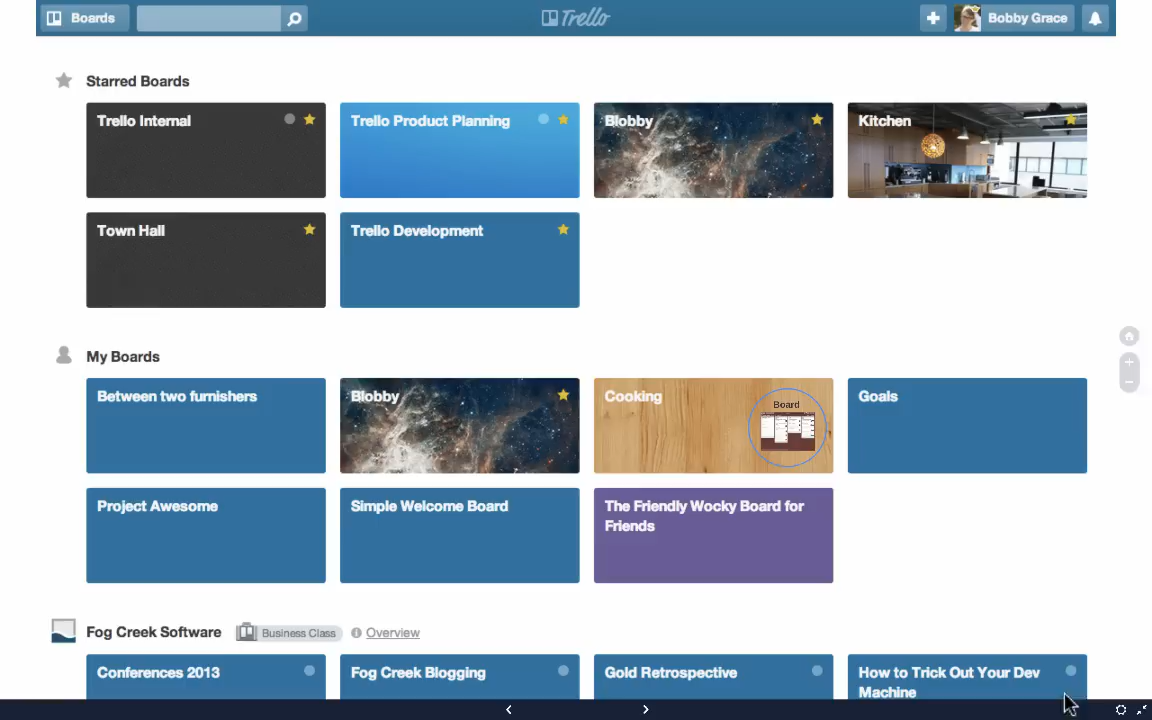 Boards
Trello
Bobby Grace
Starred Boards
Trello Internal
Trello Product Planning
Blobby
Kitchen
Town Hall
Trello Development
My Boards
Between two furnishers
Blobby
Cooking
Board
Goals
Project Awesome
Simple Welcome Board
The Friendly Wocky Board for
Friends
Fog Creek Software
Business Class
Overview
Conferences 2013
Fog Creek Blogging
Gold Retrospective
How to Trick Out Your Dev
Machine